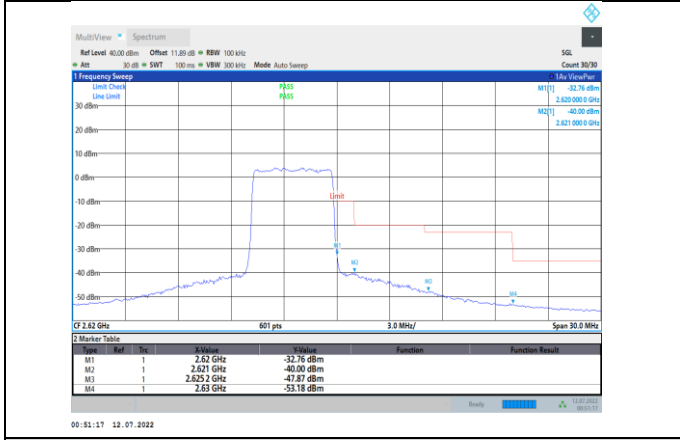 MultiView Spectrum
Ref Level 40.00 dBm Offset 11.89 dB RBW 100 kHz SGL
Att 30 dB SWT 100 ms VBW 300 kHz Mode Auto Sweep Count 30/30
1 Frequency Sweep 1Av ViewPwr
Limit Check PASS M1[1] -32.76 dBm
Line Limit PASS 2.620 000 0 GHz
30 dBm M2[1] -40.00 dBm
2.621 000 0 GHz
20 dBm
10 dBm
0 dBm
Limit
-10 dBm
-20 dBm
-30 dBm
M1
M2
-40 dBm
M3
M4
-50 dBm
CF 2.62 GHz 601 pts 3.0 MHz/ Span 30.0 MHz
2 Marker Table
Type Ref Trc X-Value Y-Value Function Function Result
M1 1 2.62 GHz -32.76 dBm
M2 1 2.621 GHz -40.00 dBm
M3 1 2.625 2 GHz -47.87 dBm
M4 1 2.63 GHz -53.18 dBm
Ready 12.07.2022
00:51:17
00:51:17 12.07.2022